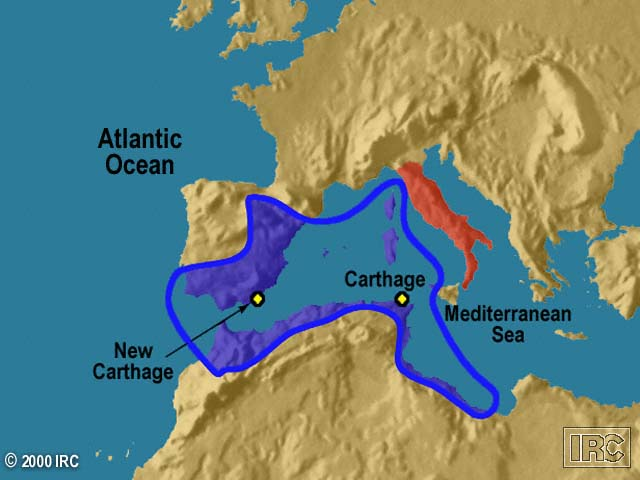 Atlantic
Ocean
Carthage
Mediterranean
Sea
New
Carthage
© 2000 IRC
IRC